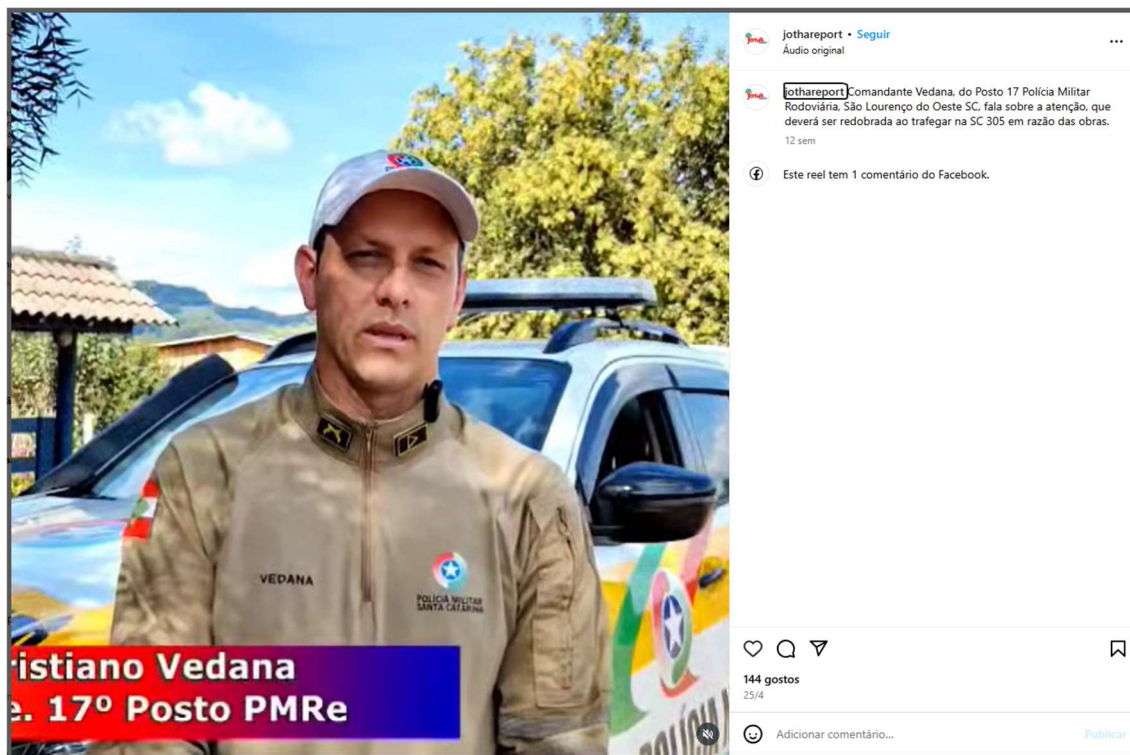 VEDANA
POLÍCIA MILITAR
SANTA CATARINA
ristiano Vedana
e. 17º Posto PMRe
POLÍCIA M
jothareport • Seguir
Áudio original
jothareport Comandante Vedana, do Posto 17 Polícia Militar
Rodoviária, São Lourenço do Oeste SC, fala sobre a atenção, que
deverá ser redobrada ao trafegar na SC 305 em razão das obras.
12 sem
Este reel tem 1 comentário do Facebook.
144 gostos
25/4
Adicionar comentário...
Publicar